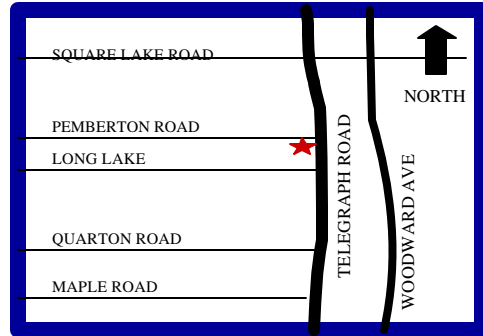 SQUARE LAKE ROAD
NORTH
PEMBERTON ROAD
LONG LAKE
TELEGRAPH ROAD
WOODWARD AVE
QUARTON ROAD
MAPLE ROAD